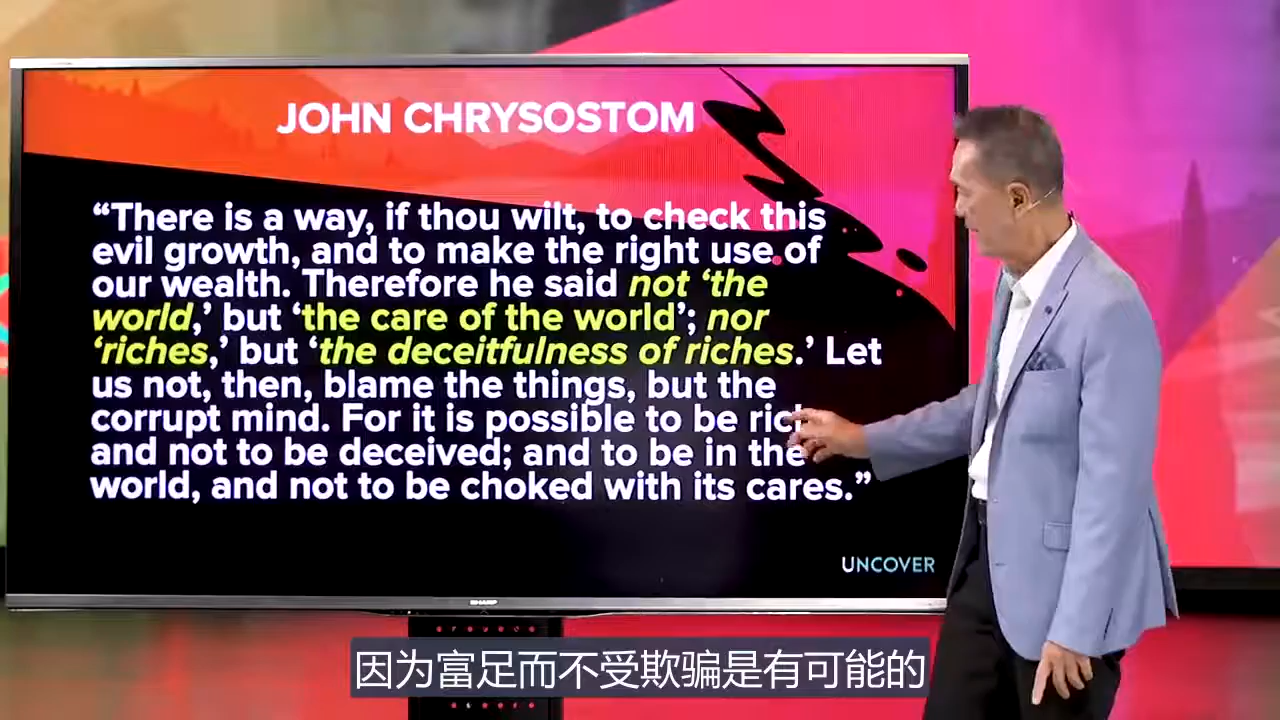 JOHN CHRYSOSTOM
“There is a way, if thou wilt, to check this
evil growth, and to make the right use of
our wealth. Therefore he said not ‘the
world,’ but ‘the care of the world’; nor
‘riches,’ but ‘the deceitfulness of riches.’ Let
us not, then, blame the things, but the
corrupt mind. For it is possible to be rich
and not to be deceived; and to be in the
world, and not to be choked with its cares.”
UNCOVER
SHARP
因为富足而不受欺骗是有可能的